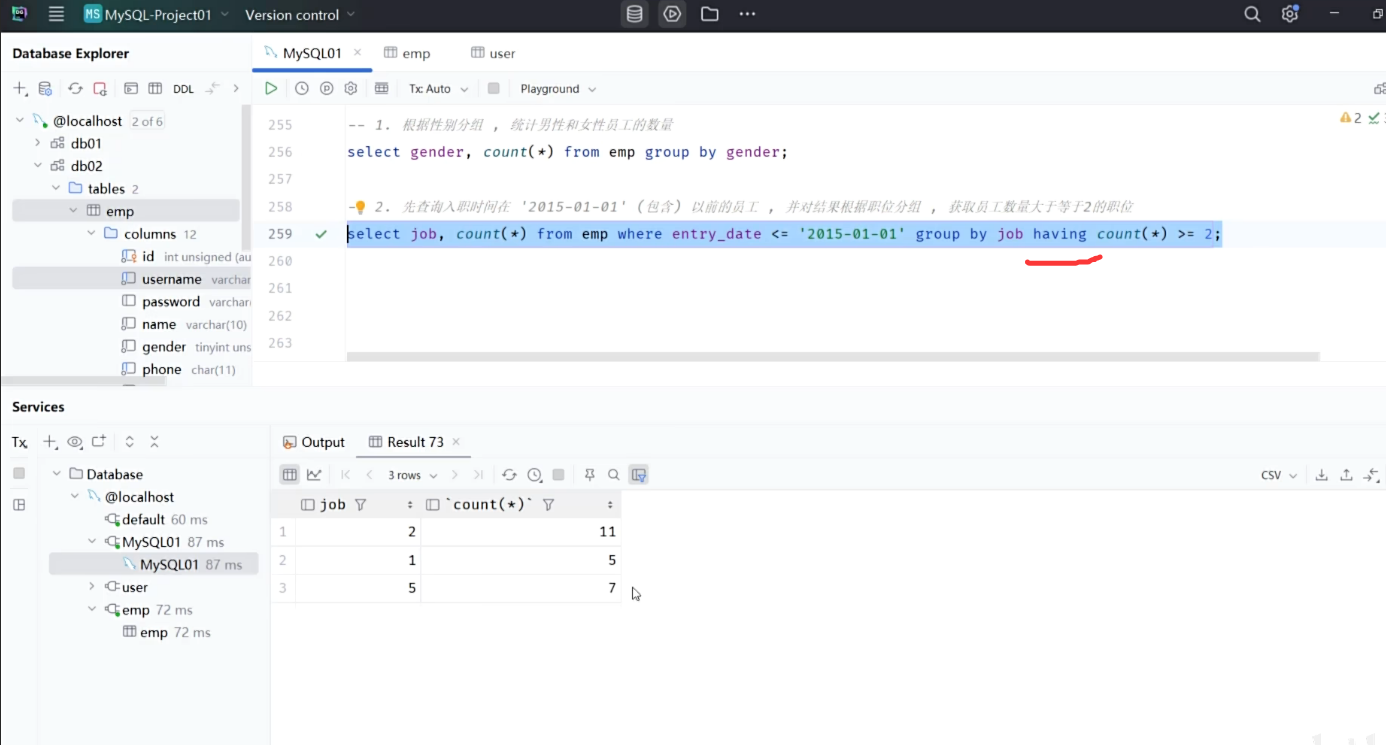 MS MySQL-Project01 Version control
Database Explorer
MySQL01 emp user
DDL Tx: Auto Playground
@localhost 2 of 6
db01
db02
tables 2
emp
columns 12
id int unsigned (au
username varchar
password varchar
name varchar(10)
gender tinyint uns
phone char(11)
2
255 -- 1. 根据性别分组 , 统计男性和女性员工的数量
256 select gender, count(*) from emp group by gender;
257
258 - 2. 先查询入职时间在 '2015-01-01' (包含) 以前的员工 , 并对结果根据职位分组 , 获取员工数量大于等于2的职位
259 select job, count(*) from emp where entry_date <= '2015-01-01' group by job having count(*) >= 2;
260
261
262
263
Services
Tx
Database
@localhost
default 60 ms
MySQL01 87 ms
MySQL01 87 ms
user
emp 72 ms
emp 72 ms
Output Result 73
3 rows CSV
job `count(*)`
1 2 11
2 1 5
3 5 7